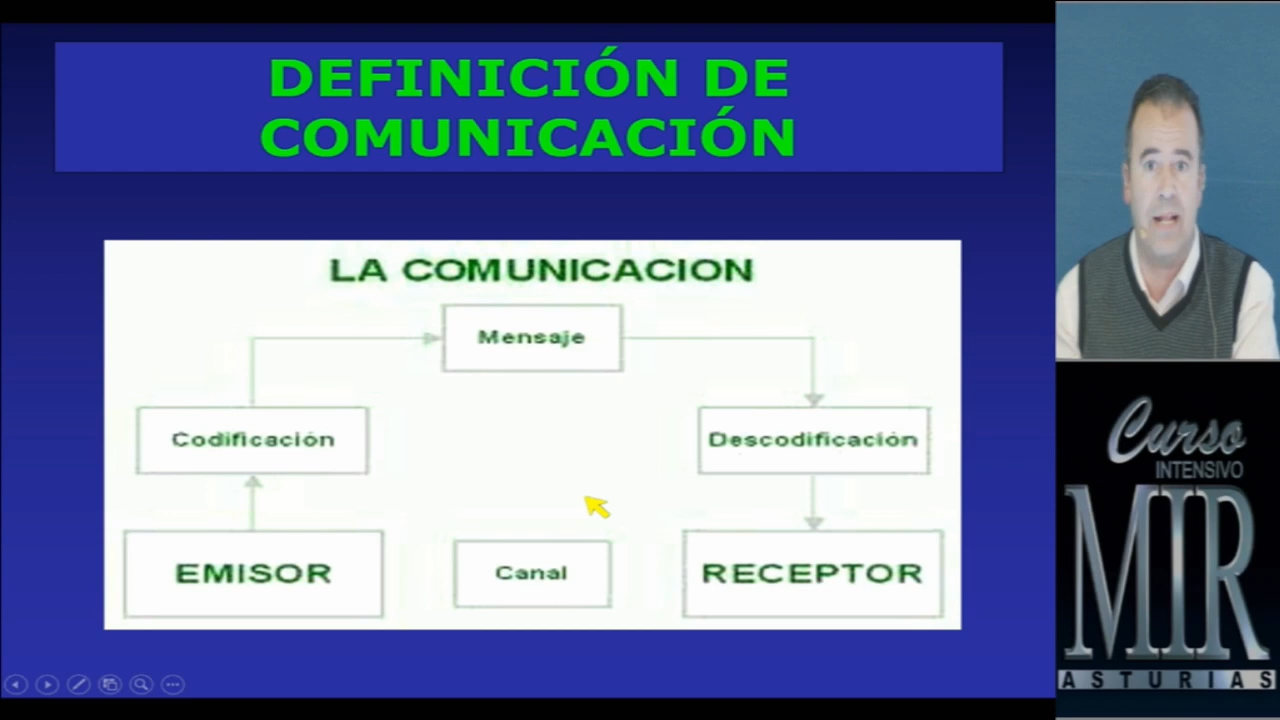 DEFINICIÓN DE
COMUNICACIÓN
LA COMUNICACION
Mensaje
Codificación
Descodificación
EMISOR
Canal
RECEPTOR
Curso
INTENSIVO
MIR
ASTURIAS